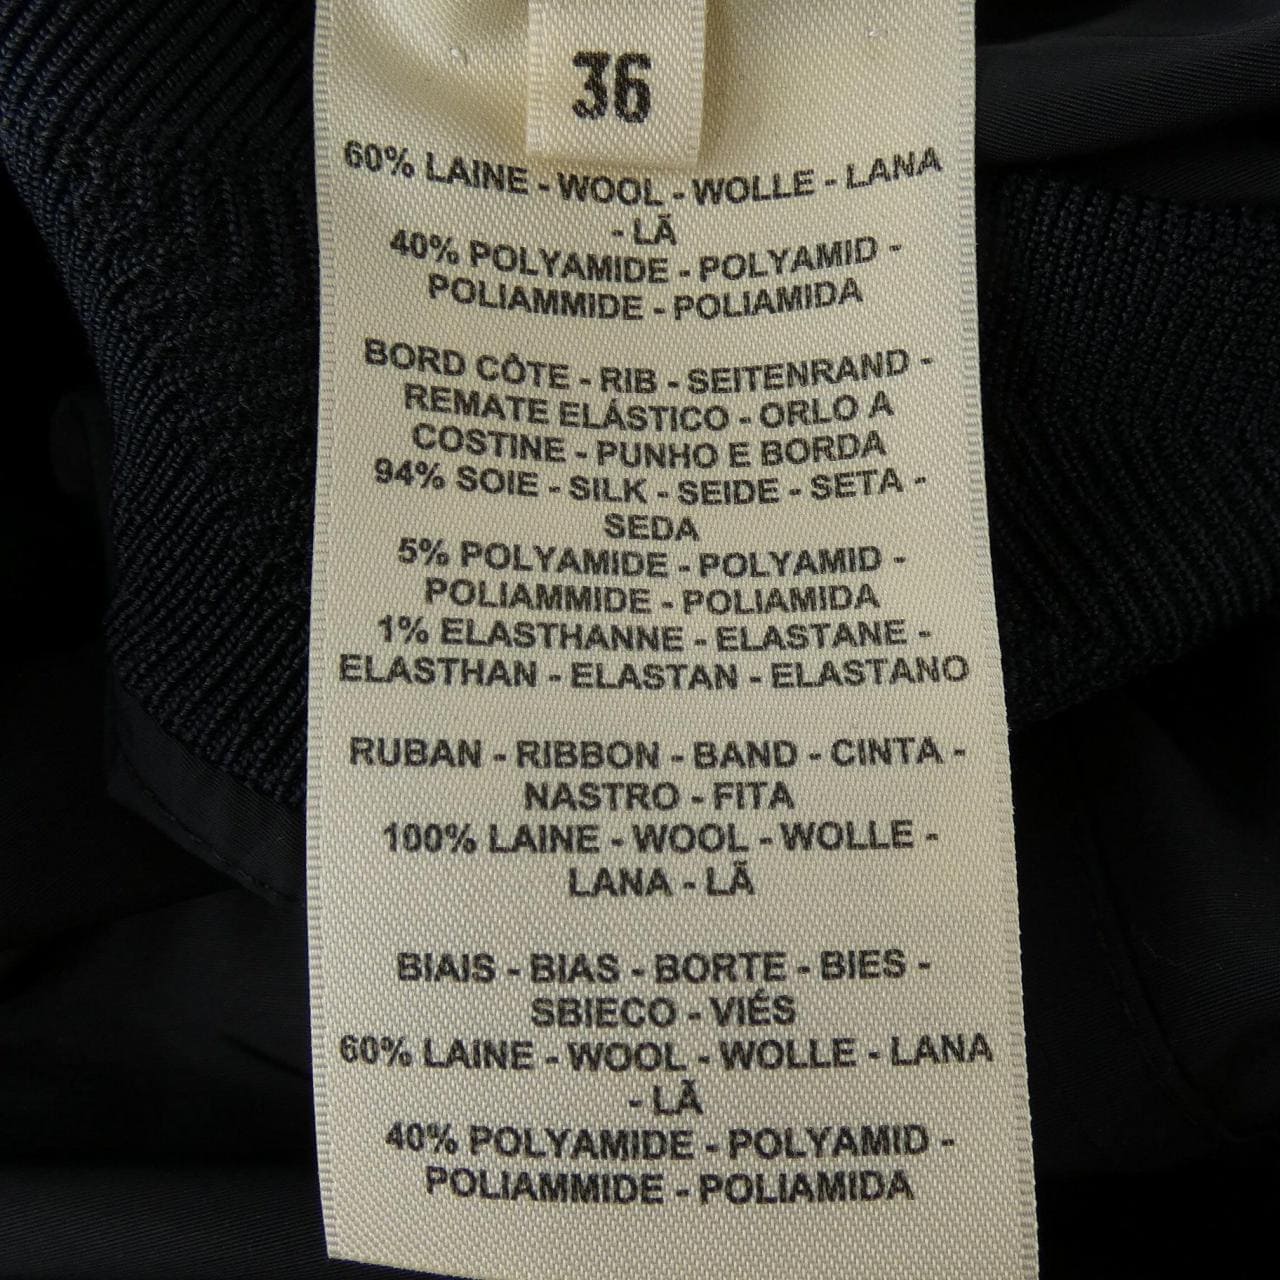 36
60% LAINE - WOOL - WOLLE - LANA
- LÃ
40% POLYAMIDE - POLYAMID -
POLIAMMIDE - POLIAMIDA
BORD CÔTE - RIB - SEITENRAND -
REMATE ELÁSTICO - ORLO A
COSTINE - PUNHO E BORDA
94% SOIE - SILK - SEIDE - SETA -
SEDA
5% POLYAMIDE - POLYAMID -
POLIAMMIDE - POLIAMIDA
1% ELASTHANNE - ELASTANE -
ELASTHAN - ELASTAN - ELASTANO
RUBAN - RIBBON - BAND - CINTA -
NASTRO - FITA
100% LAINE - WOOL - WOLLE -
LANA - LÃ
BIAIS - BIAS - BORTE - BIES -
SBIECO - VIÉS
60% LAINE - WOOL - WOLLE - LANA
- LÃ
40% POLYAMIDE - POLYAMID -
POLIAMMIDE - POLIAMIDA